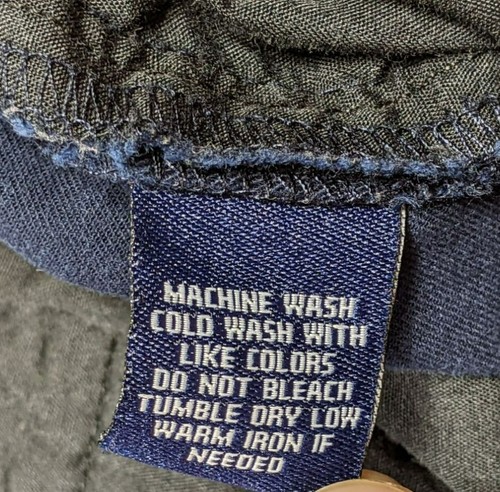 MACHINE WASH
COLD WASH WITH
LIKE COLORS
DO NOT BLEACH
TUMBLE DRY LOW
WARM IRON IF
NEEDED